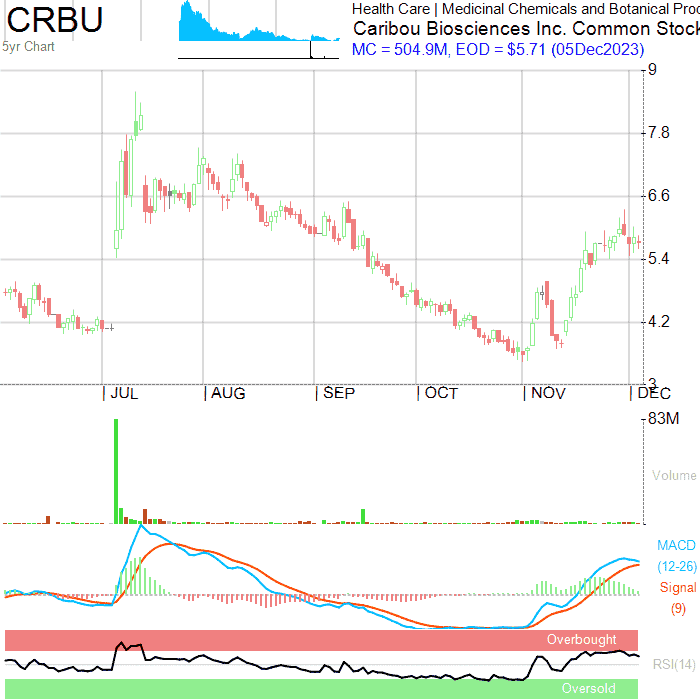 CRBU
5yr Chart
Health Care | Medicinal Chemicals and Botanical Proc
Caribou Biosciences Inc. Common Stock
MC = 504.9M, EOD = $5.71 (05Dec2023)
9
7.8
6.6
5.4
4.2
3
JUL AUG SEP OCT NOV DEC
83M
Volume
MACD
(12-26)
Signal
(9)
Overbought
RSI(14)
Oversold